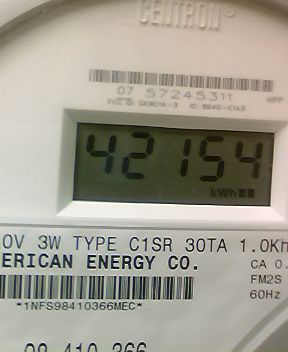 CENTRON®
07 57245311
42154
kWh
0V 3W TYPE C1SR 30TA 1.0Kh
ERICAN ENERGY CO.
CA 0.
FM2S
60Hz
*1NFS98410366MEC*
08 410 366